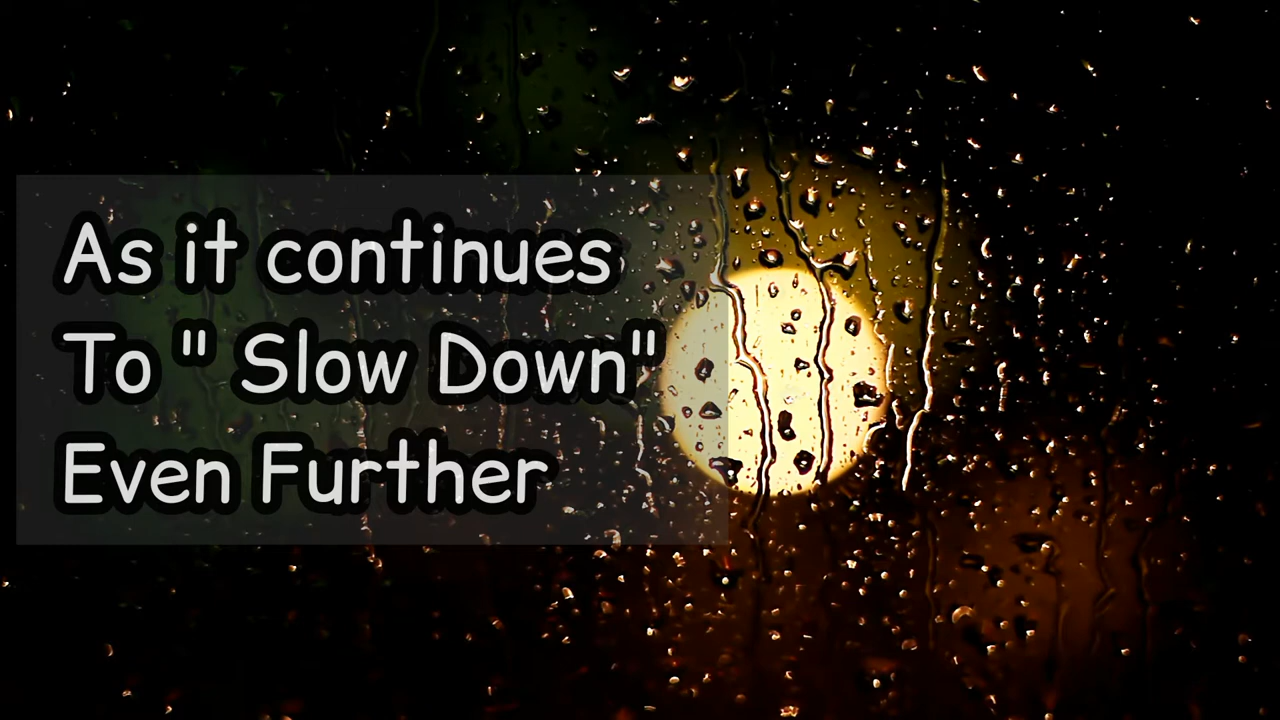 As it continues
To " Slow Down"
Even Further